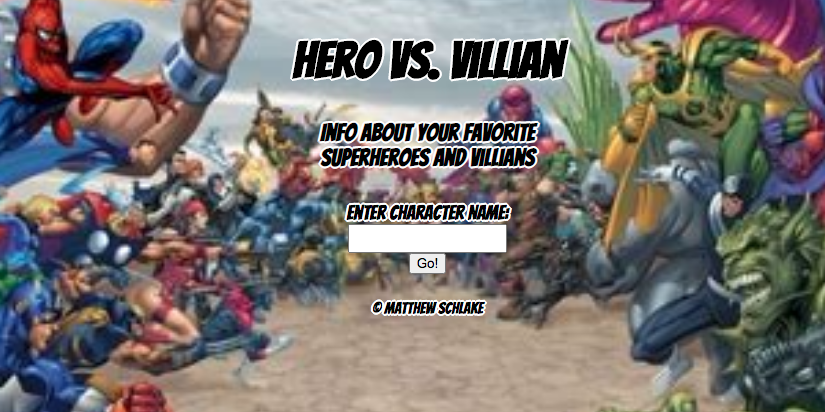 HERO VS. VILLIAN
INFO ABOUT YOUR FAVORITE
SUPERHEROES AND VILLIANS
ENTER CHARACTER NAME:
Go!
© MATTHEW SCHLAKE